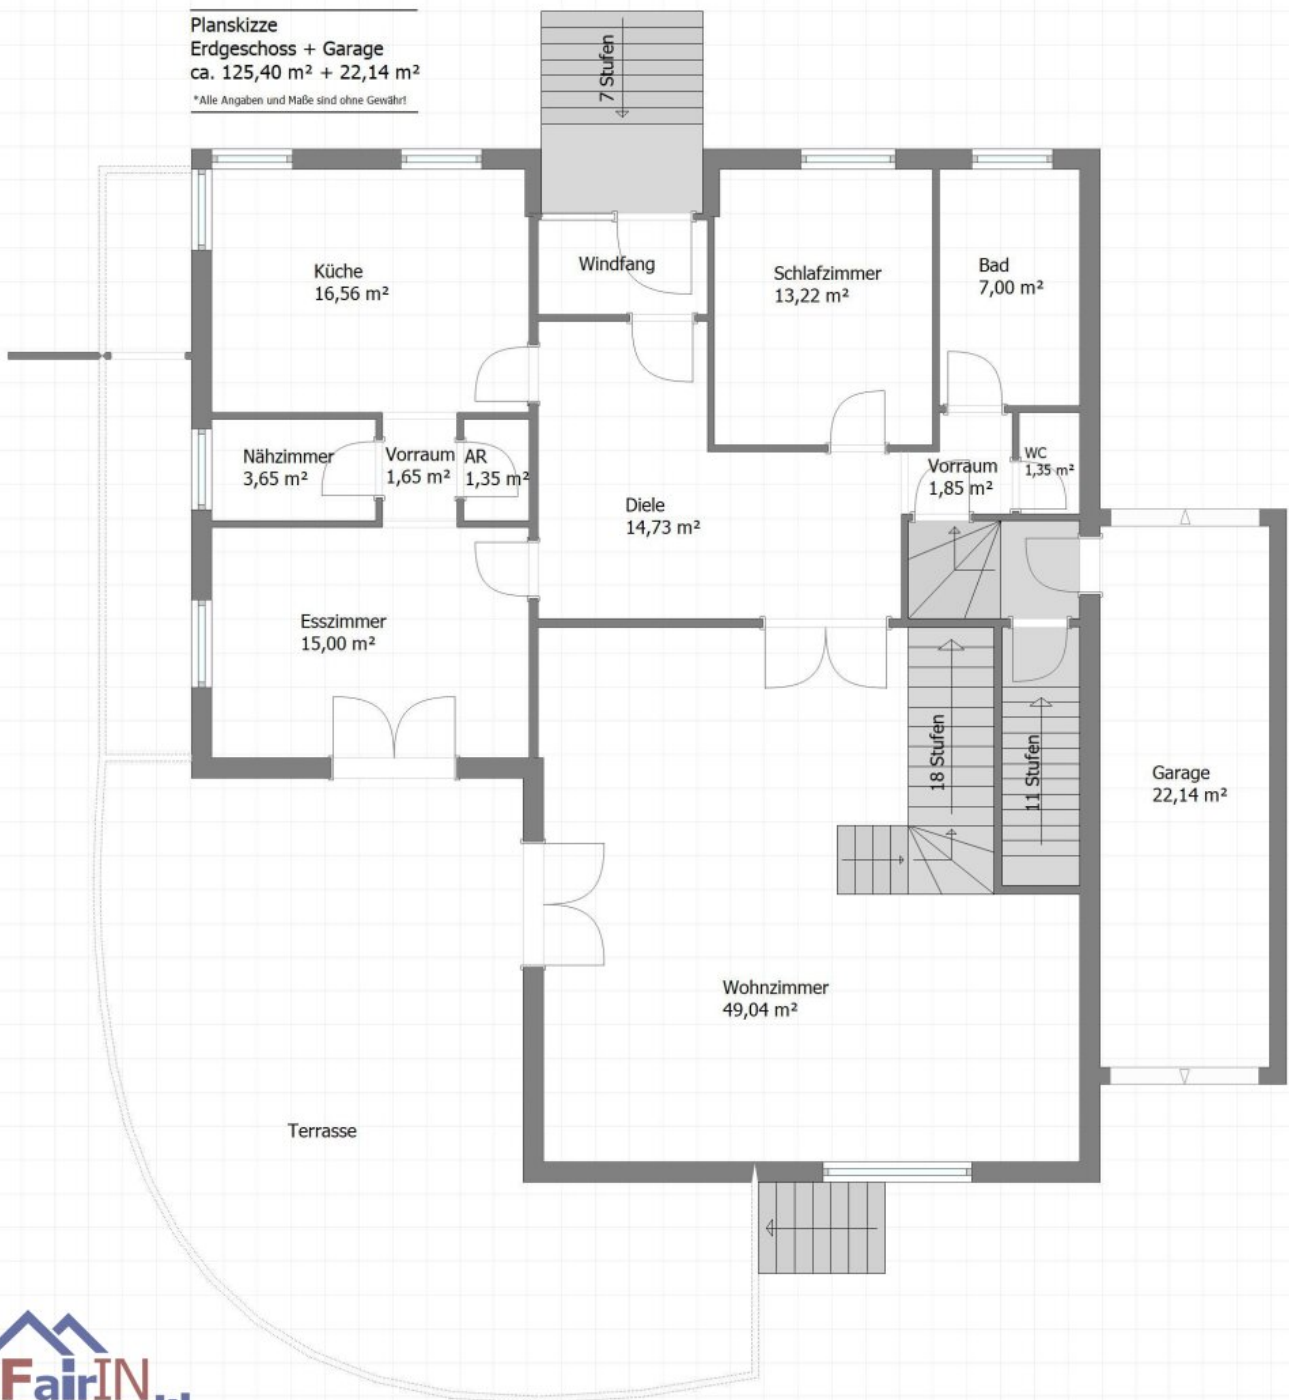 Planskizze
Erdgeschoss + Garage
ca. 125,40 m² + 22,14 m²
*Alle Angaben und Maße sind ohne Gewähr!
7 Stufen
Küche
16,56 m²
Windfang
Schlafzimmer
13,22 m²
Bad
7,00 m²
Nähzimmer
3,65 m²
Vorraum
1,65 m²
AR
1,35 m²
Diele
14,73 m²
Vorraum
1,85 m²
WC
1,35 m²
Esszimmer
15,00 m²
18 Stufen
11 Stufen
Garage
22,14 m²
Wohnzimmer
49,04 m²
Terrasse
FairIN